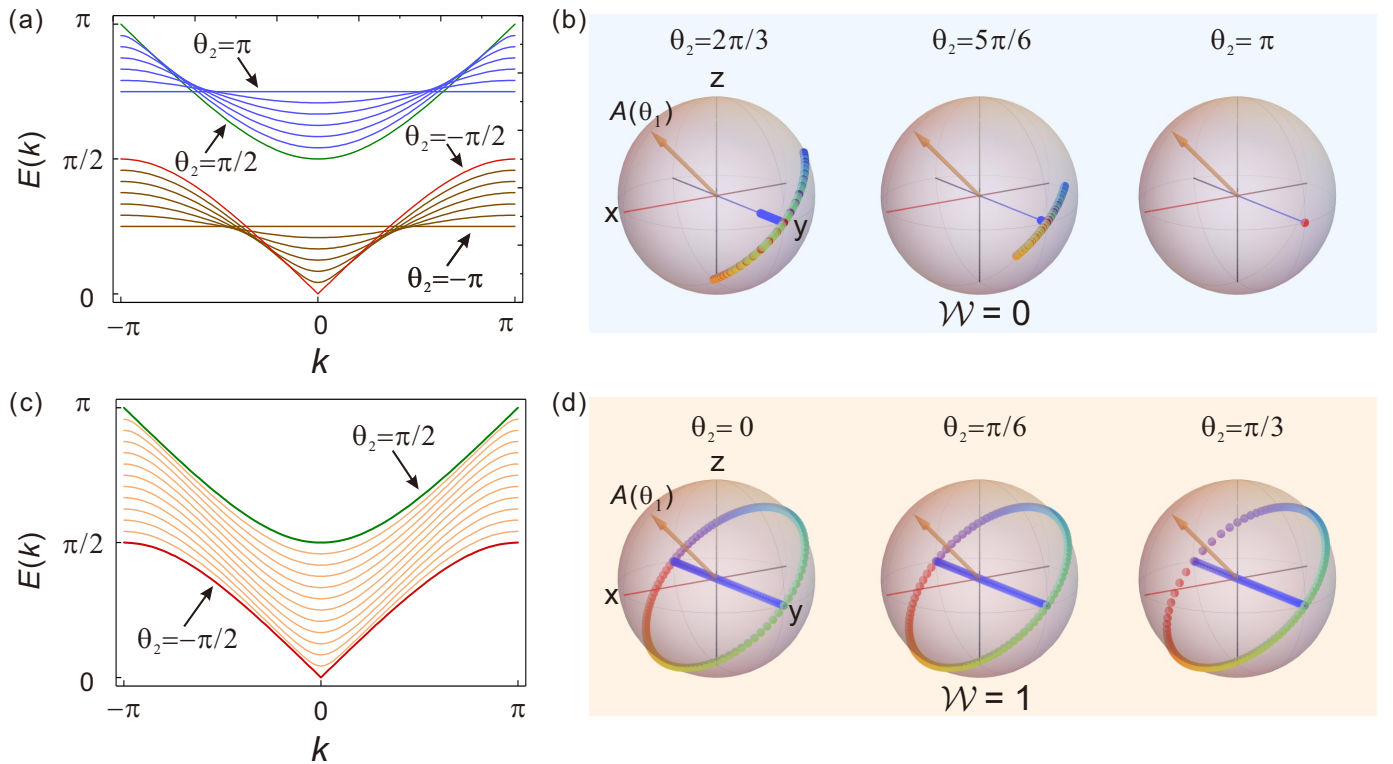 (a)
π
π/2
0
E(k)
θ₂=π
θ₂=π/2
θ₂=−π/2
θ₂=−π
−π
0
π
k
(b)
θ₂=2π/3
θ₂=5π/6
θ₂= π
z
A(θ₁)
x
y
𝒲 = 0
(c)
π
π/2
0
E(k)
θ₂=π/2
θ₂=−π/2
−π
0
π
k
(d)
θ₂= 0
θ₂=π/6
θ₂=π/3
z
A(θ₁)
x
y
𝒲 = 1